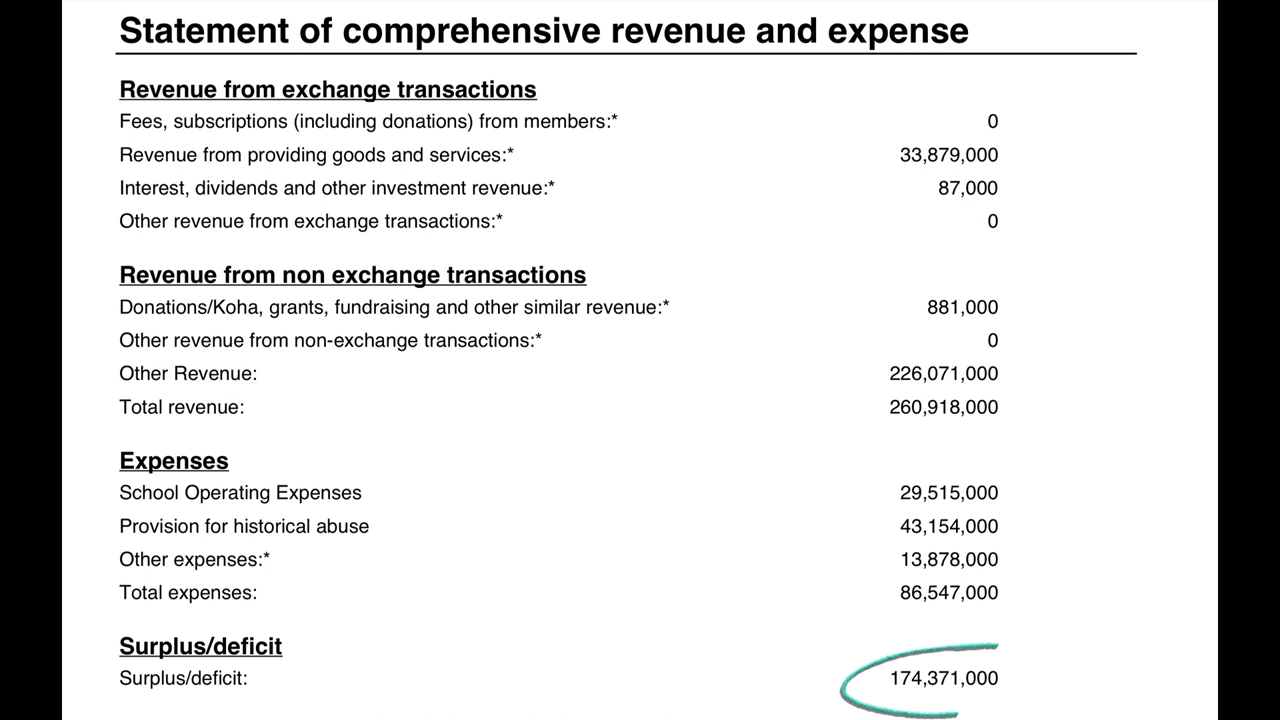 Statement of comprehensive revenue and expense
Revenue from exchange transactions
Fees, subscriptions (including donations) from members:* 0
Revenue from providing goods and services:* 33,879,000
Interest, dividends and other investment revenue:* 87,000
Other revenue from exchange transactions:* 0
Revenue from non exchange transactions
Donations/Koha, grants, fundraising and other similar revenue:* 881,000
Other revenue from non-exchange transactions:* 0
Other Revenue: 226,071,000
Total revenue: 260,918,000
Expenses
School Operating Expenses 29,515,000
Provision for historical abuse 43,154,000
Other expenses:* 13,878,000
Total expenses: 86,547,000
Surplus/deficit
Surplus/deficit: 174,371,000